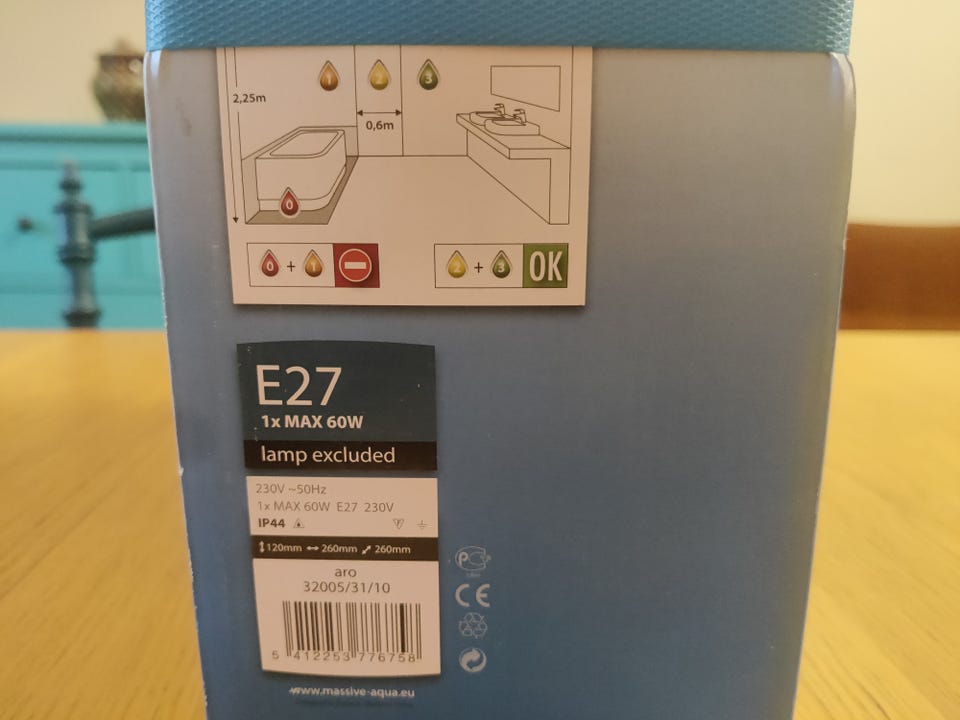 1 2 3
2,25m
0,6m
0
0 + 1
2 + 3 OK
E27
1x MAX 60W
lamp excluded
230V ~50Hz
1x MAX 60W E27 230V
IP44
120mm 260mm 260mm
aro
32005/31/10
5 412253 776758
CE
www.massive-aqua.eu